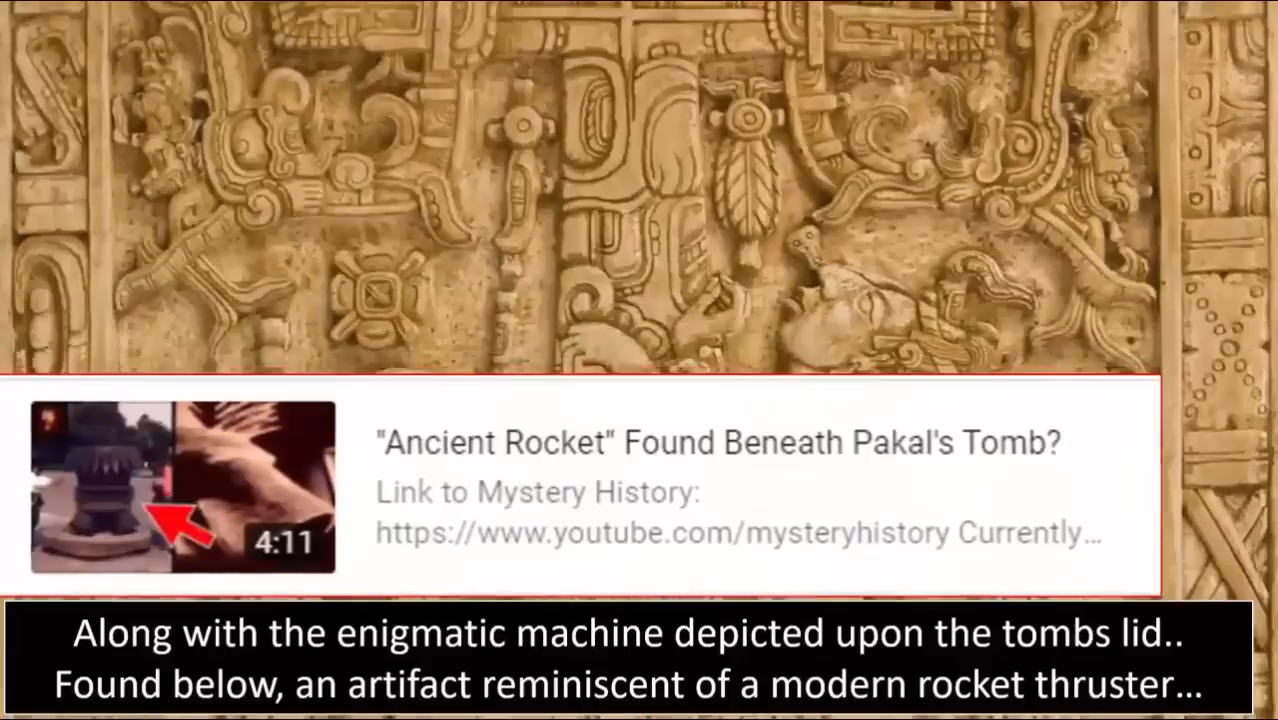 "Ancient Rocket" Found Beneath Pakal's Tomb?
Link to Mystery History:
https://www.youtube.com/mysteryhistory Currently...
4:11
Along with the enigmatic machine depicted upon the tombs lid..
Found below, an artifact reminiscent of a modern rocket thruster...